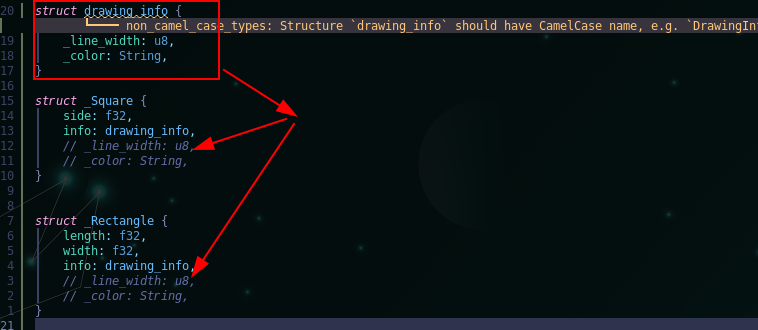 20 struct drawing_info {
non_camel_case_types: Structure `drawing_info` should have CamelCase name, e.g. `DrawingIn
19 _line_width: u8,
18 _color: String,
17 }
16
15 struct _Square {
14 side: f32,
13 info: drawing_info,
12 // _line_width: u8,
11 // _color: String,
10 }
9
8
7 struct _Rectangle {
6 length: f32,
5 width: f32,
4 info: drawing_info,
3 // _line_width: u8,
2 // _color: String,
1 }
21